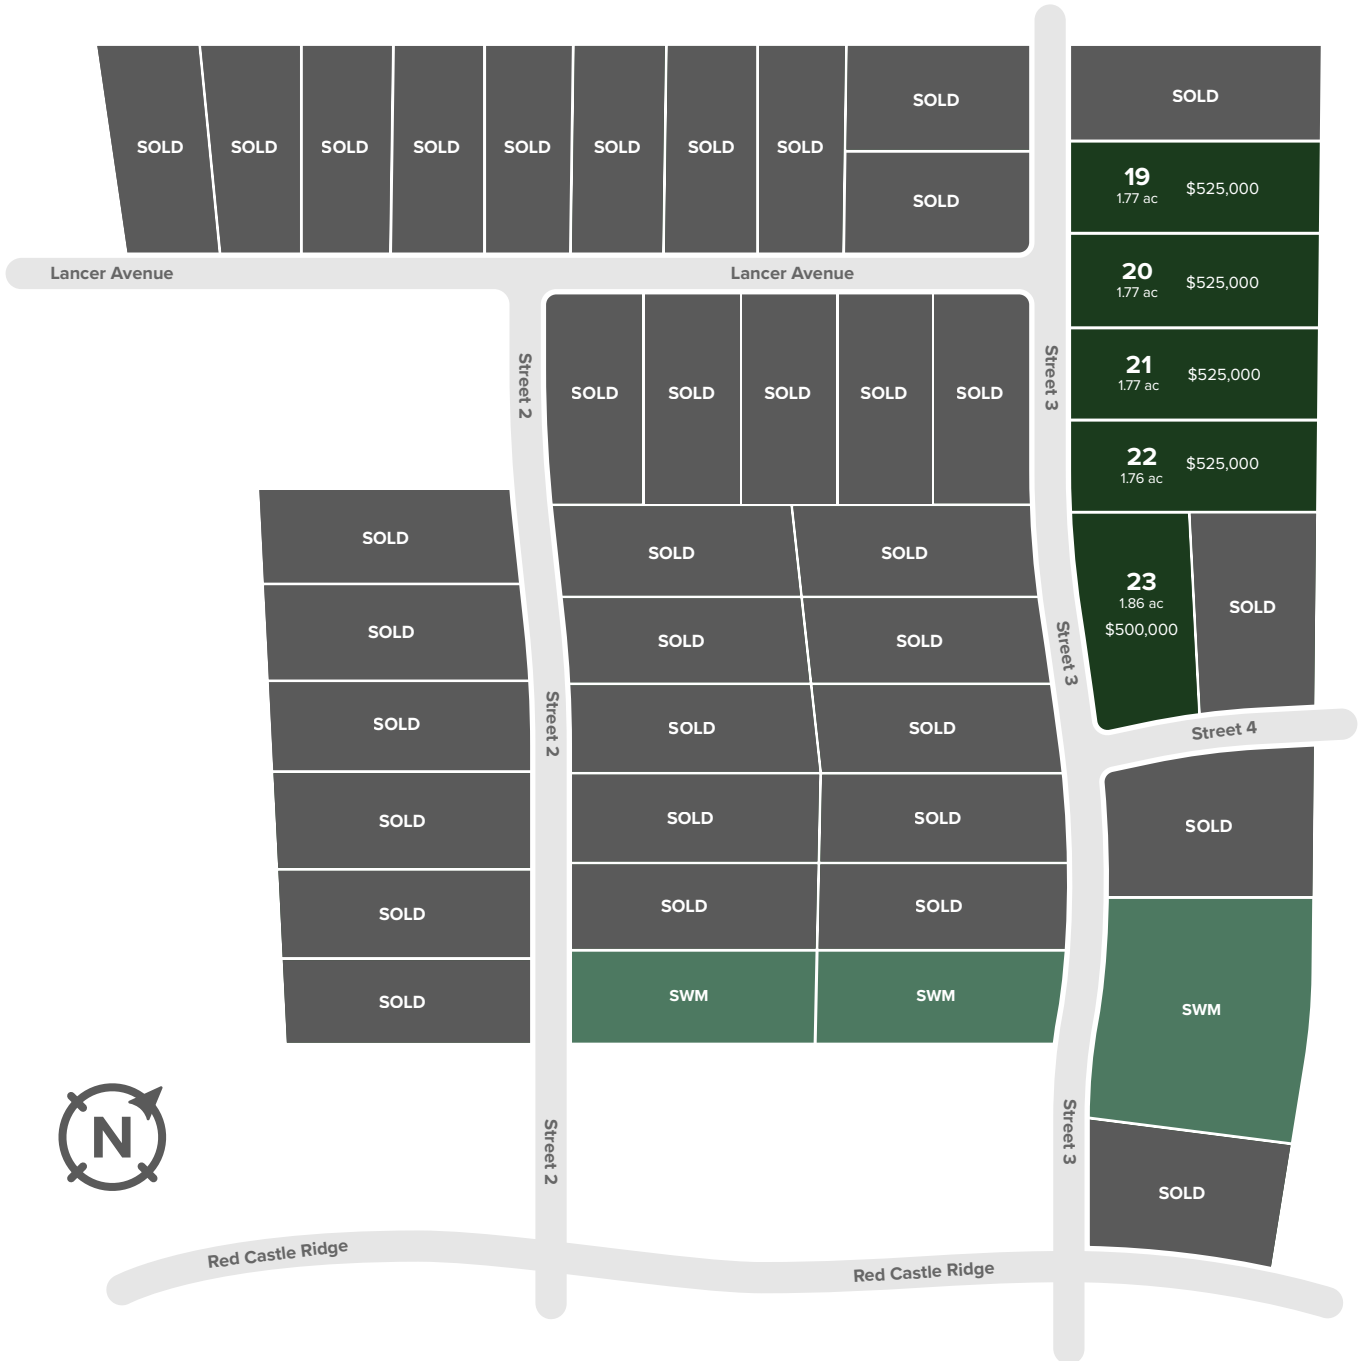 SOLD
SOLD
SOLD
SOLD
SOLD
SOLD
SOLD
SOLD
SOLD
SOLD
SOLD
19
1.77 ac
$525,000
20
1.77 ac
$525,000
21
1.77 ac
$525,000
22
1.76 ac
$525,000
23
1.86 ac
$500,000
SOLD
Lancer Avenue
Lancer Avenue
Street 2
Street 3
SOLD
SOLD
SOLD
SOLD
SOLD
SOLD
SOLD
SOLD
SOLD
SOLD
SOLD
SOLD
Street 2
SOLD
SOLD
SOLD
SOLD
SOLD
SOLD
SOLD
SOLD
SOLD
SOLD
SWM
SWM
Street 3
Street 4
SOLD
SWM
SOLD
Street 2
Street 3
N
Red Castle Ridge
Red Castle Ridge